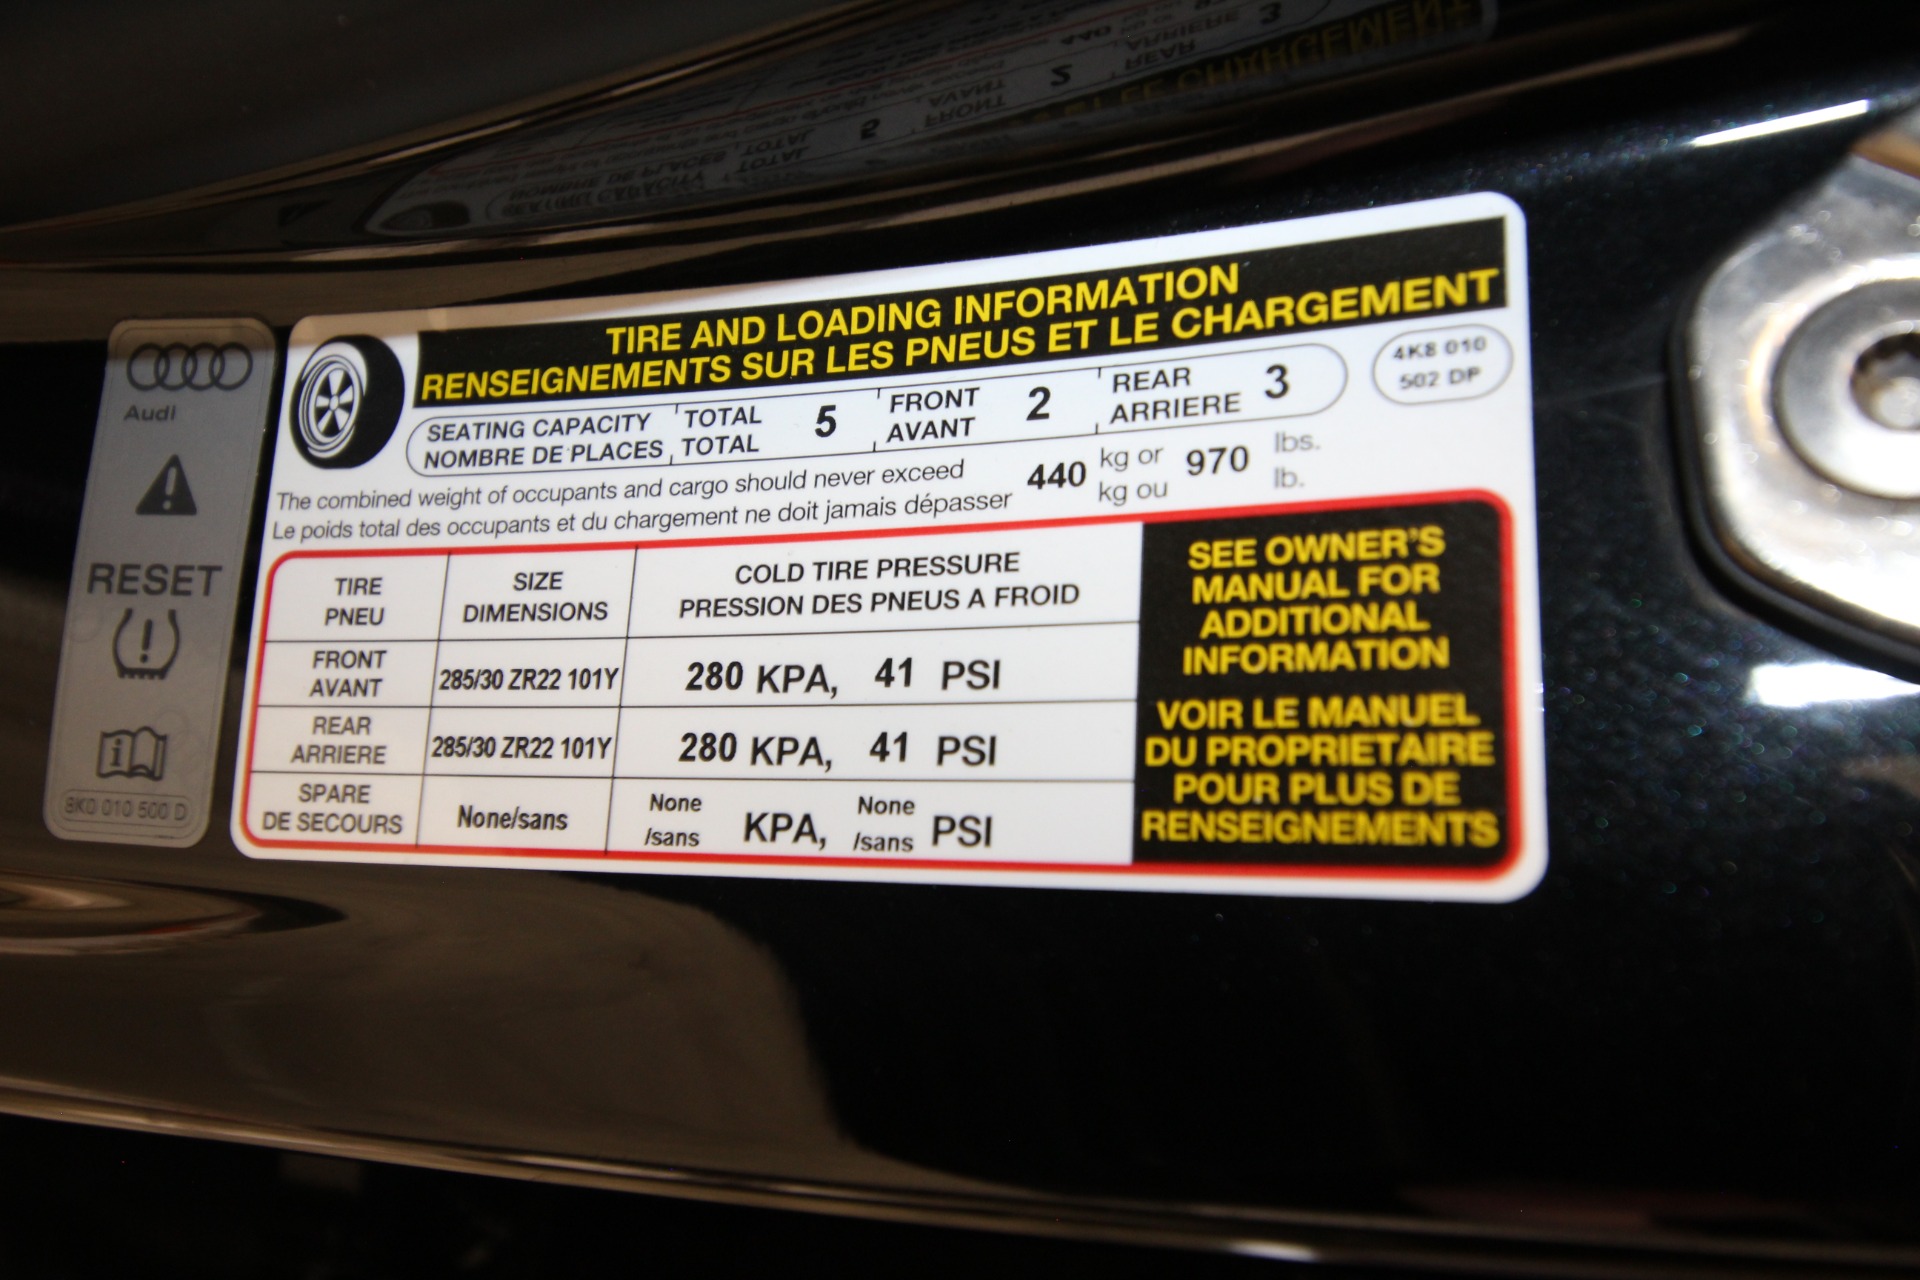 Audi
RESET
8K0 010 500 D
TIRE AND LOADING INFORMATION
RENSEIGNEMENTS SUR LES PNEUS ET LE CHARGEMENT
SEATING CAPACITY TOTAL 5 FRONT 2 REAR 3
NOMBRE DE PLACES TOTAL AVANT ARRIERE
4K8 010
502 DP
The combined weight of occupants and cargo should never exceed 440 kg or 970 lbs.
Le poids total des occupants et du chargement ne doit jamais dépasser kg ou lb.
TIRE SIZE COLD TIRE PRESSURE
PNEU DIMENSIONS PRESSION DES PNEUS A FROID
FRONT
AVANT 285/30 ZR22 101Y 280 KPA, 41 PSI
REAR
ARRIERE 285/30 ZR22 101Y 280 KPA, 41 PSI
SPARE
DE SECOURS None/sans None /sans KPA, None /sans PSI
SEE OWNER'S
MANUAL FOR
ADDITIONAL
INFORMATION
VOIR LE MANUEL
DU PROPRIETAIRE
POUR PLUS DE
RENSEIGNEMENTS